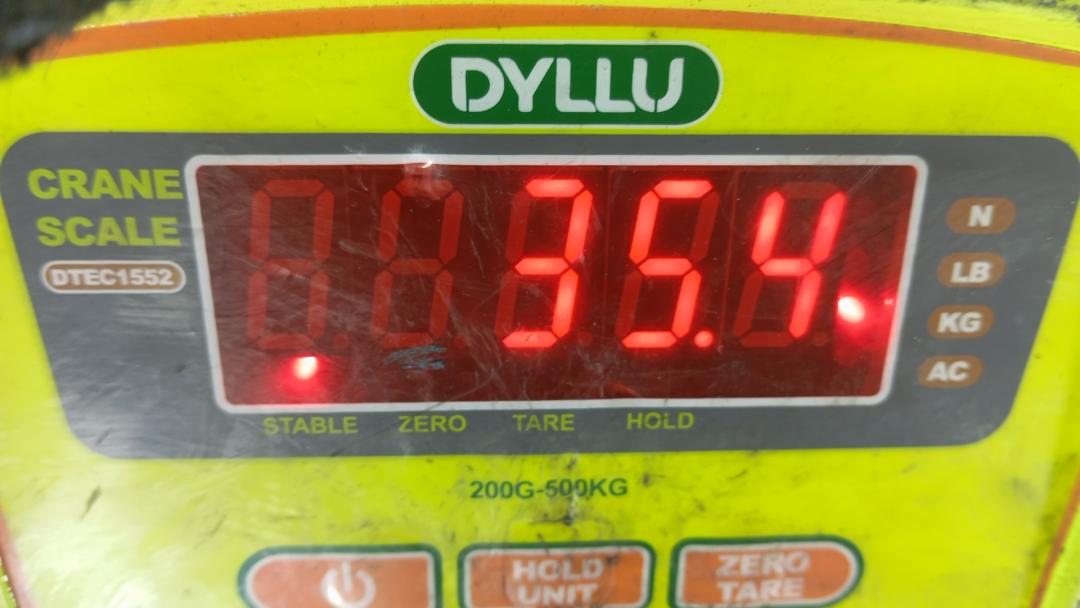 DYLLU
CRANE
SCALE
DTEC1552
35.4
N
LB
KG
AC
STABLE ZERO TARE HOLD
200G-500KG
HOLD
UNIT
ZERO
TARE